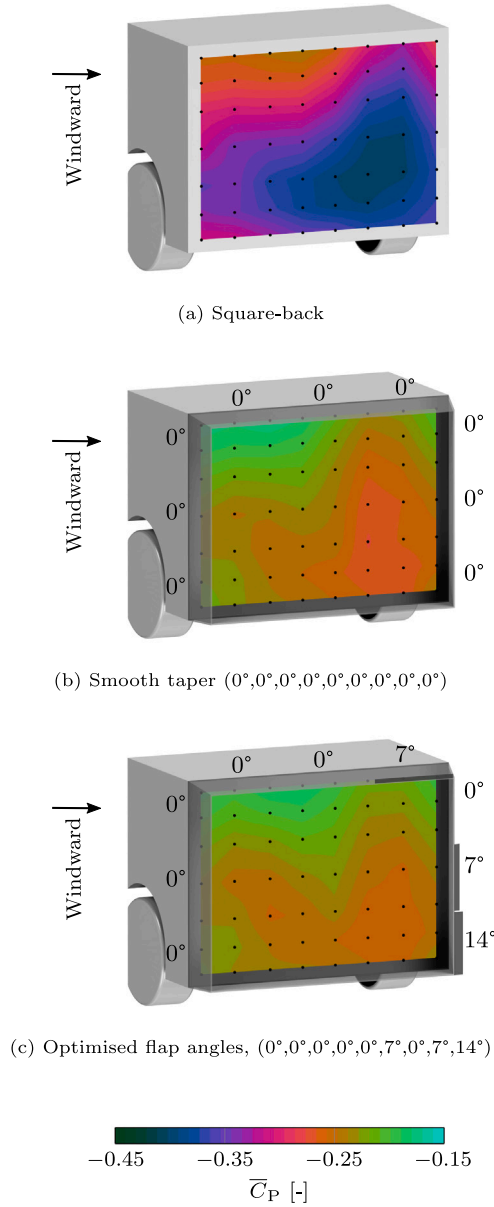 Windward
(a) Square-back
0° 0° 0°
0° 0°
Windward
0° 0°
0° 0°
(b) Smooth taper (0°,0°,0°,0°,0°,0°,0°,0°,0°)
0° 0° 7°
0° 0°
Windward
0° 7°
0° 14°
(c) Optimised flap angles, (0°,0°,0°,0°,0°,7°,0°,7°,14°)
−0.45 −0.35 −0.25 −0.15
C̅P [-]